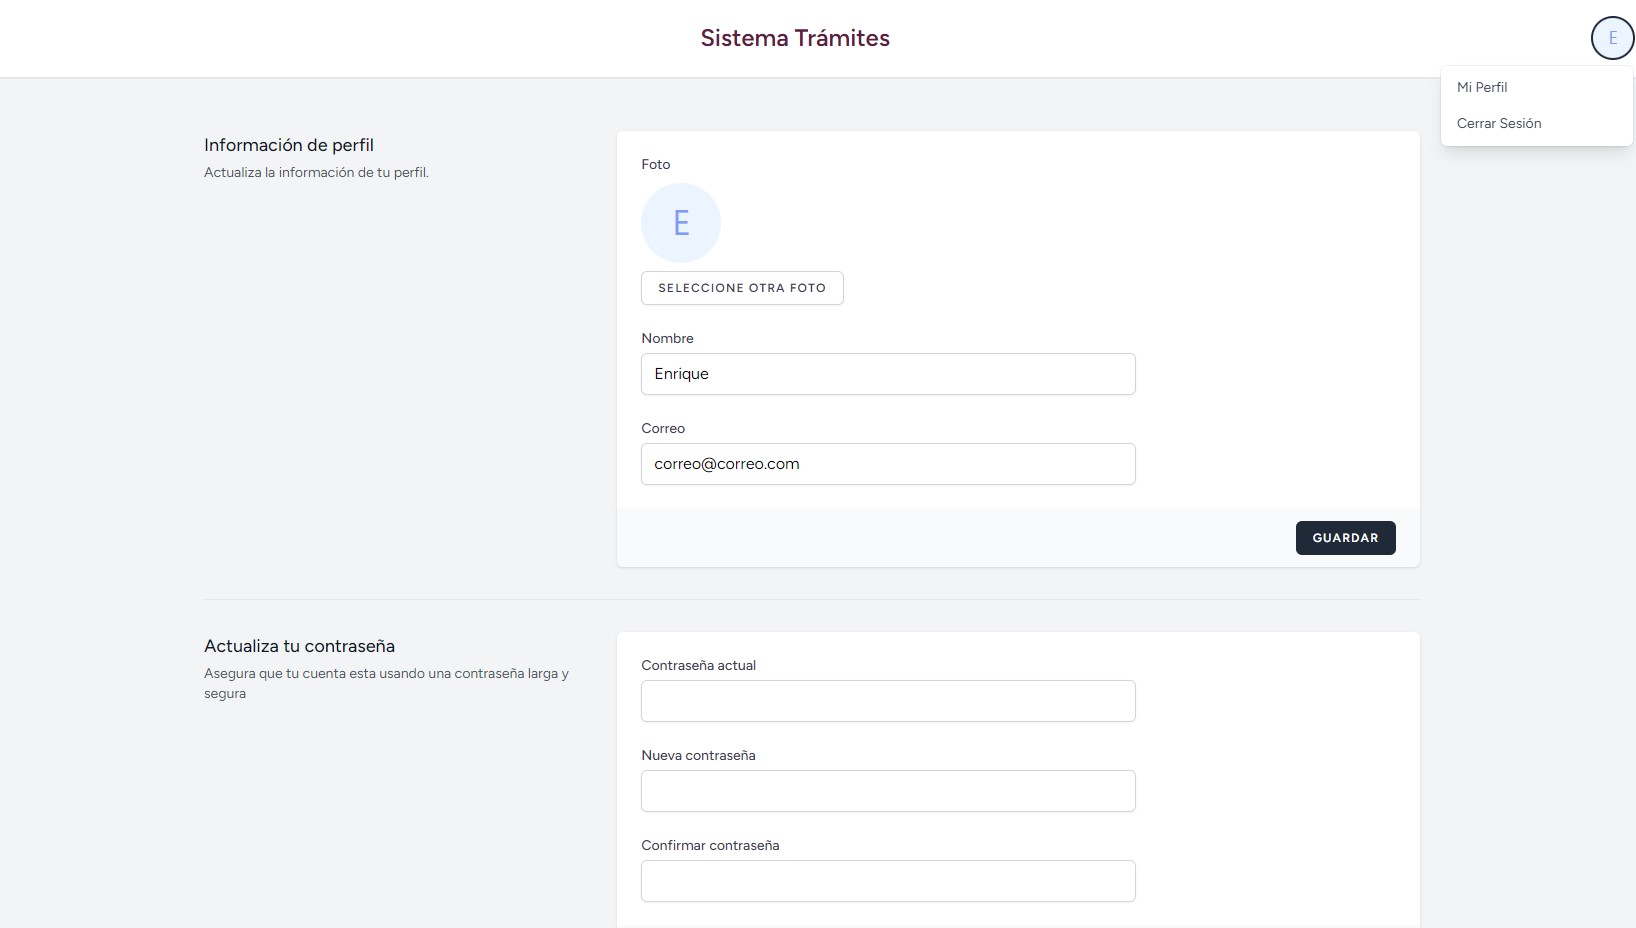 Sistema Trámites
E
Mi Perfil
Cerrar Sesión
Información de perfil
Actualiza la información de tu perfil.
Foto
E
SELECCIONE OTRA FOTO
Nombre
Enrique
Correo
correo@correo.com
GUARDAR
Actualiza tu contraseña
Asegura que tu cuenta esta usando una contraseña larga y
segura
Contraseña actual
Nueva contraseña
Confirmar contraseña